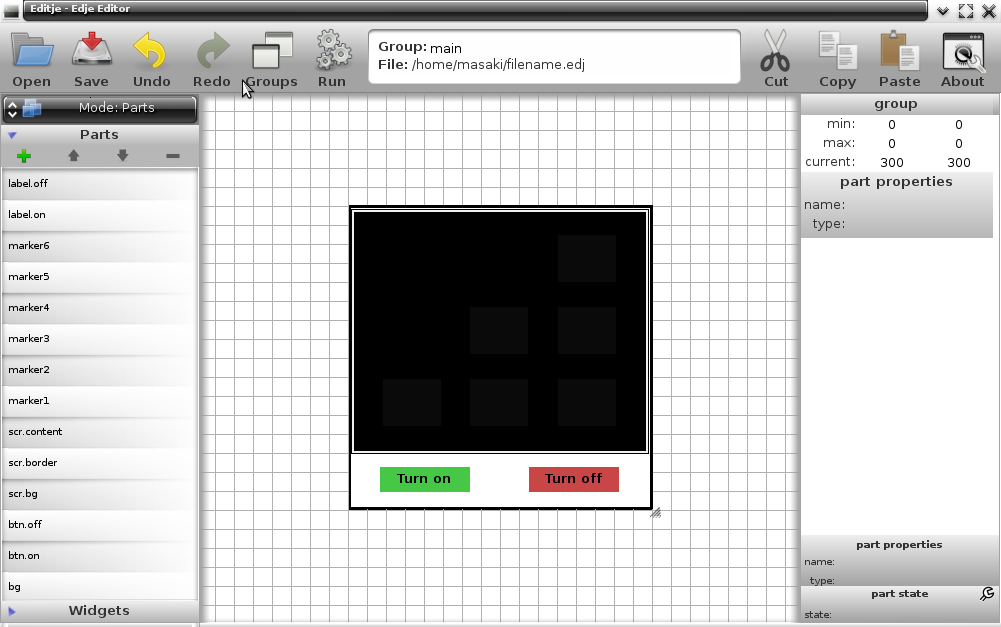 Editje - Edje Editor
Open Save Undo Redo Groups Run
Group: main
File: /home/masaki/filename.edj
Cut Copy Paste About
Mode: Parts
Parts
label.off
label.on
marker6
marker5
marker4
marker3
marker2
marker1
scr.content
scr.border
scr.bg
btn.off
btn.on
bg
Widgets
Turn on Turn off
group
min: 0 0
max: 0 0
current: 300 300
part properties
name:
type:
part properties
name:
type:
part state
state: